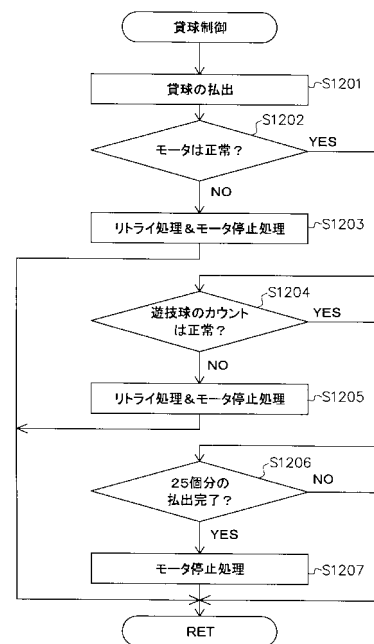 貸球制御
貸球の払出
S1201
S1202
モータは正常?
YES
NO
リトライ処理&モータ停止処理
S1203
S1204
遊技球のカウント
は正常?
YES
NO
リトライ処理&モータ停止処理
S1205
S1206
25個分の
払出完了?
NO
YES
モータ停止処理
S1207
RET